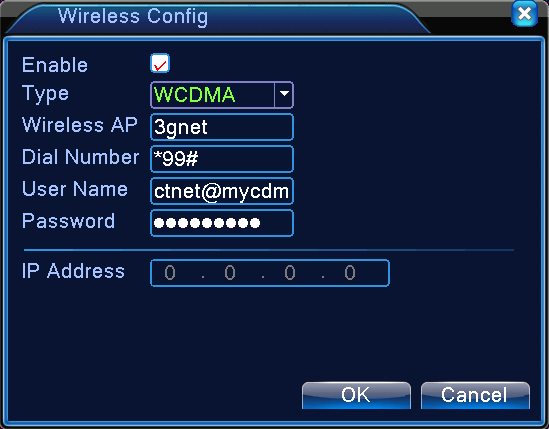 Wireless Config
Enable
Type WCDMA
Wireless AP 3gnet
Dial Number *99#
User Name ctnet@mycdm
Password ●●●●●●●●●
IP Address 0 . 0 . 0 . 0
OK Cancel